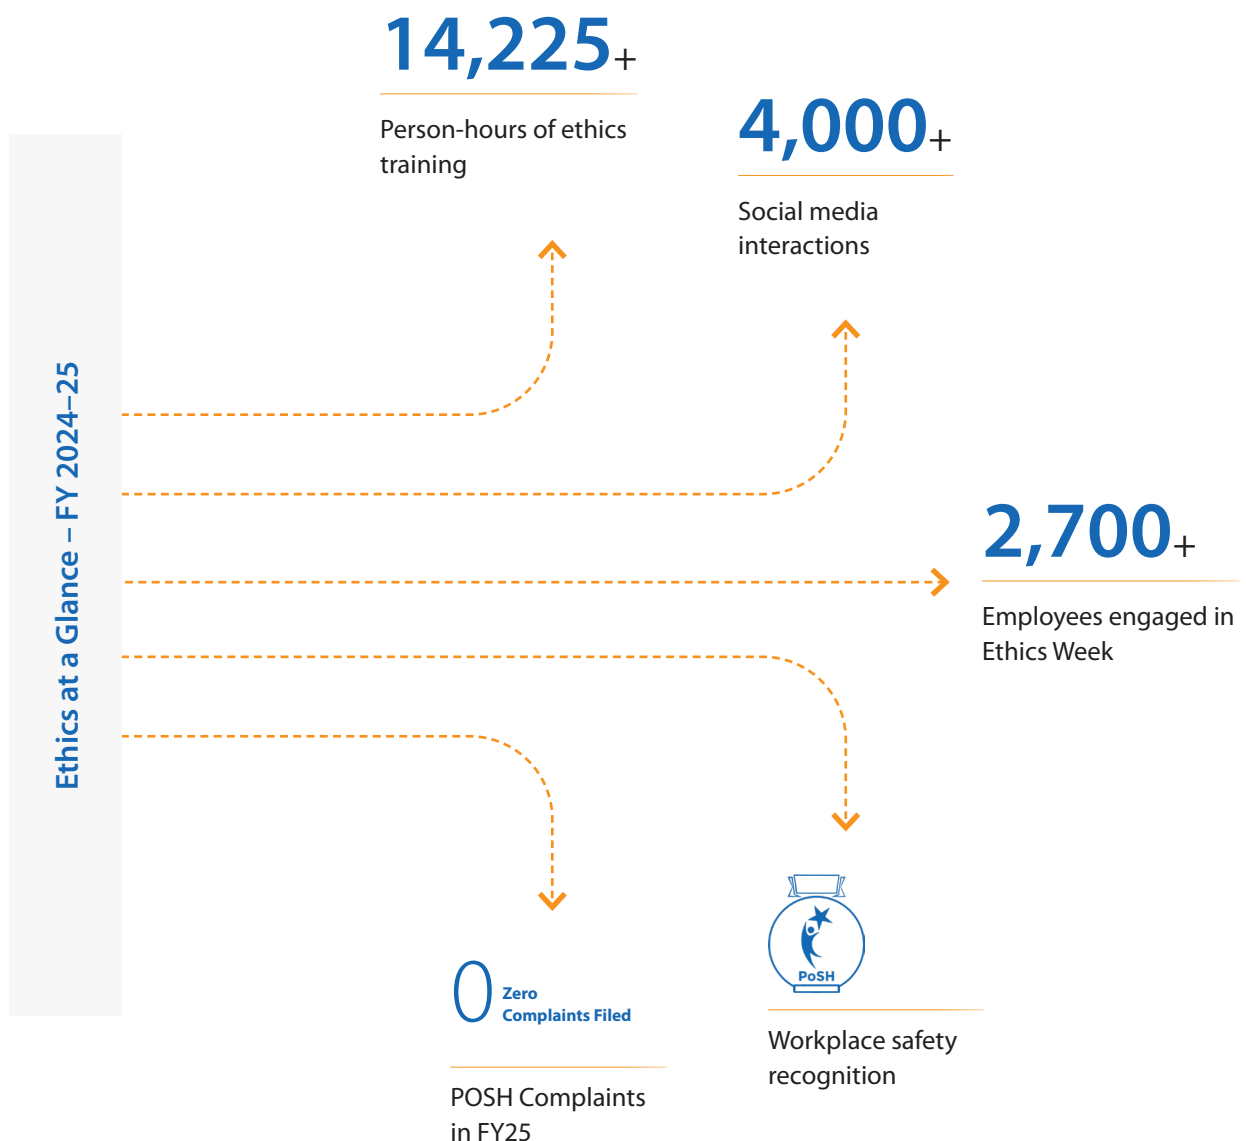 Ethics at a Glance – FY 2024–25
14,225+
Person-hours of ethics
training
4,000+
Social media
interactions
2,700+
Employees engaged in
Ethics Week
PoSH
Workplace safety
recognition
0 Zero
Complaints Filed
POSH Complaints
in FY25